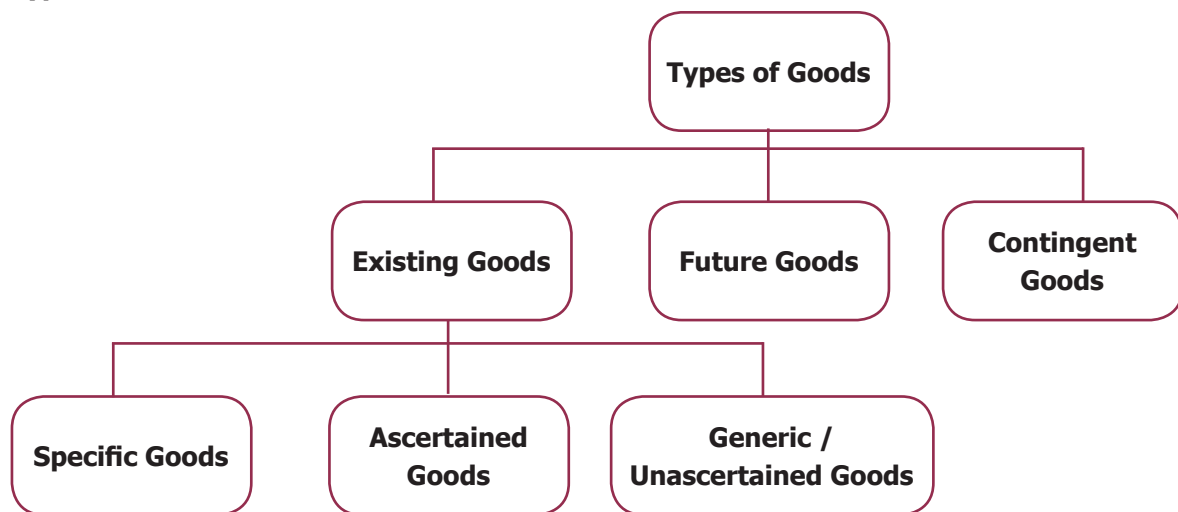 Types of Goods
Existing Goods
Future Goods
Contingent
Goods
Specific Goods
Ascertained
Goods
Generic /
Unascertained Goods